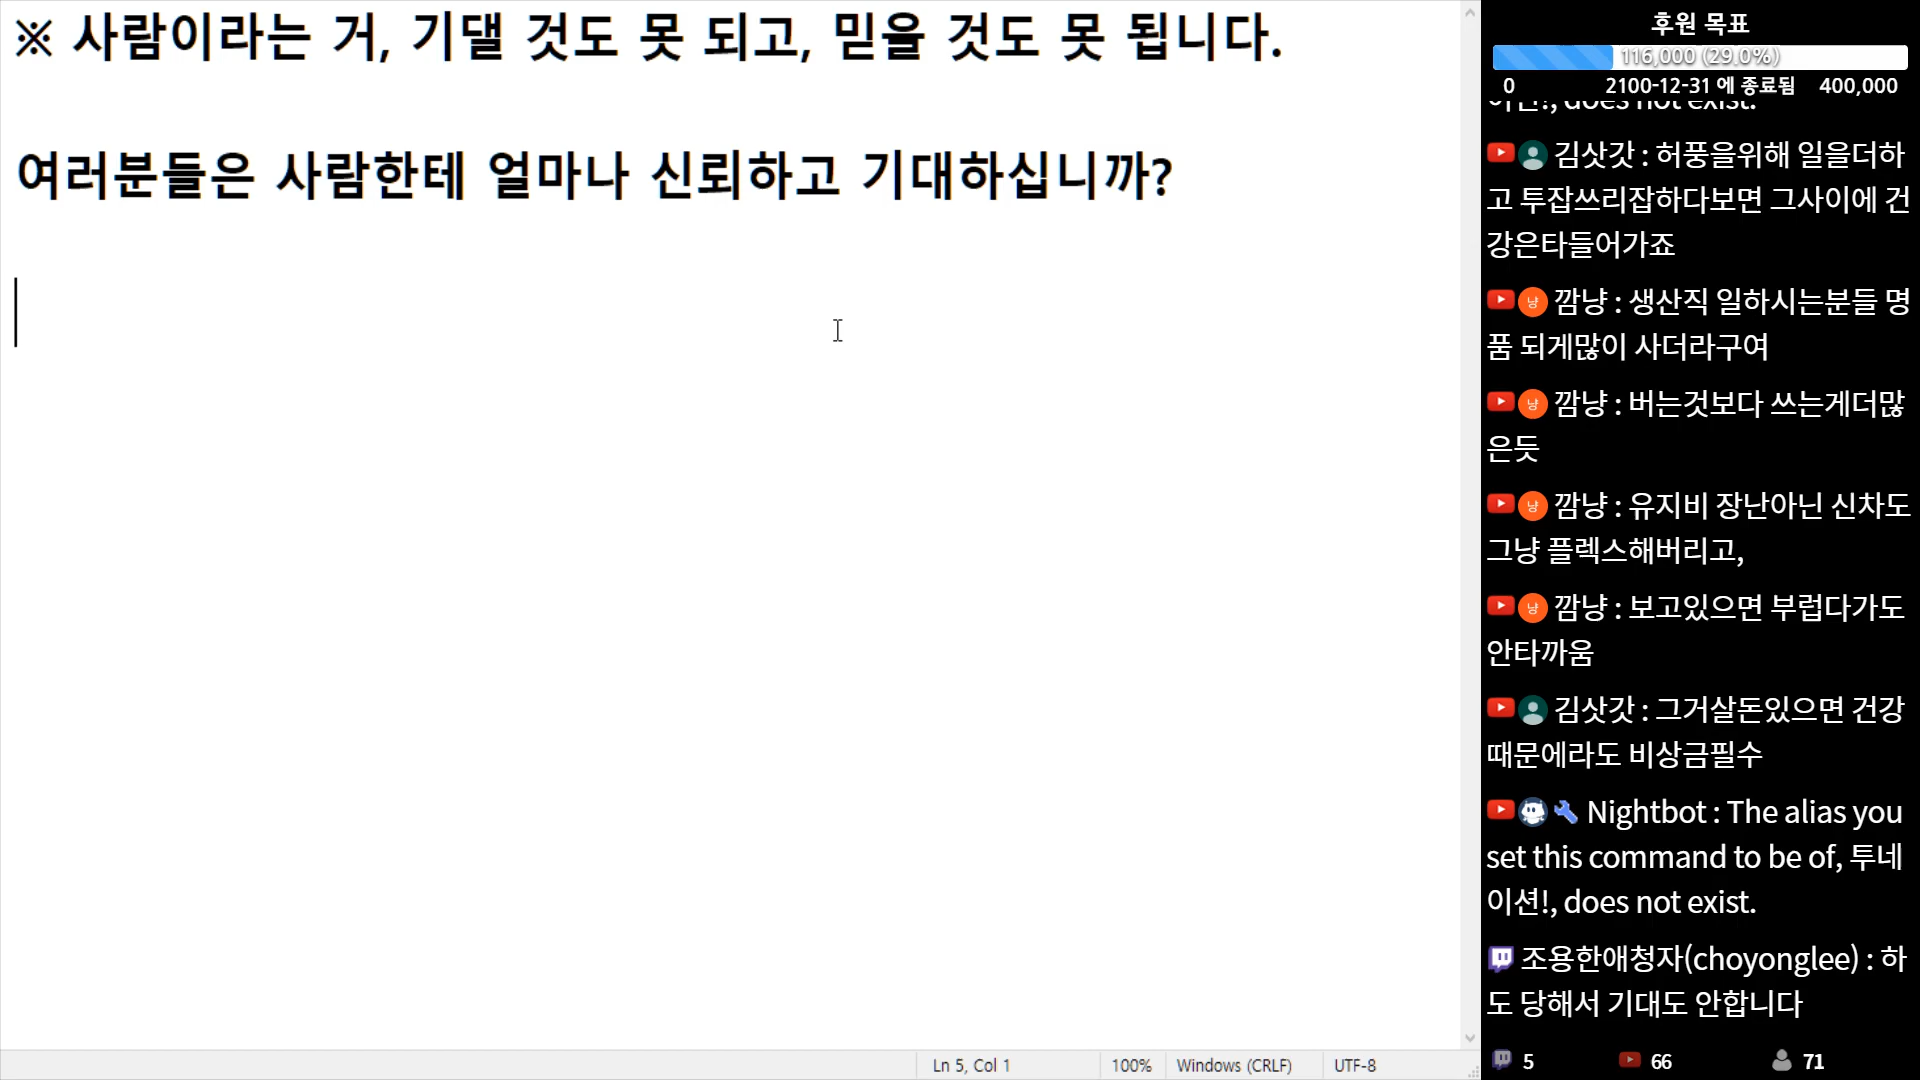 ※ 사람이라는 거, 기댈 것도 못 되고, 믿을 것도 못 됩니다.
여러분들은 사람한테 얼마나 신뢰하고 기대하십니까?
Ln 5, Col 1
100%
Windows (CRLF)
UTF-8
후원 목표
116,000 (29.0%)
0 2100-12-31 에 종료됨 400,000
이션!, does not exist.
김삿갓 : 허풍을위해 일을더하
고 투잡쓰리잡하다보면 그사이에 건
강은타들어가죠
냥 깜냥 : 생산직 일하시는분들 명
품 되게많이 사더라구여
냥 깜냥 : 버는것보다 쓰는게더많
은듯
냥 깜냥 : 유지비 장난아닌 신차도
그냥 플렉스해버리고,
냥 깜냥 : 보고있으면 부럽다가도
안타까움
김삿갓 : 그거살돈있으면 건강
때문에라도 비상금필수
Nightbot : The alias you
set this command to be of, 투네
이션!, does not exist.
조용한애청자(choyonglee) : 하
도 당해서 기대도 안합니다
5 66 71